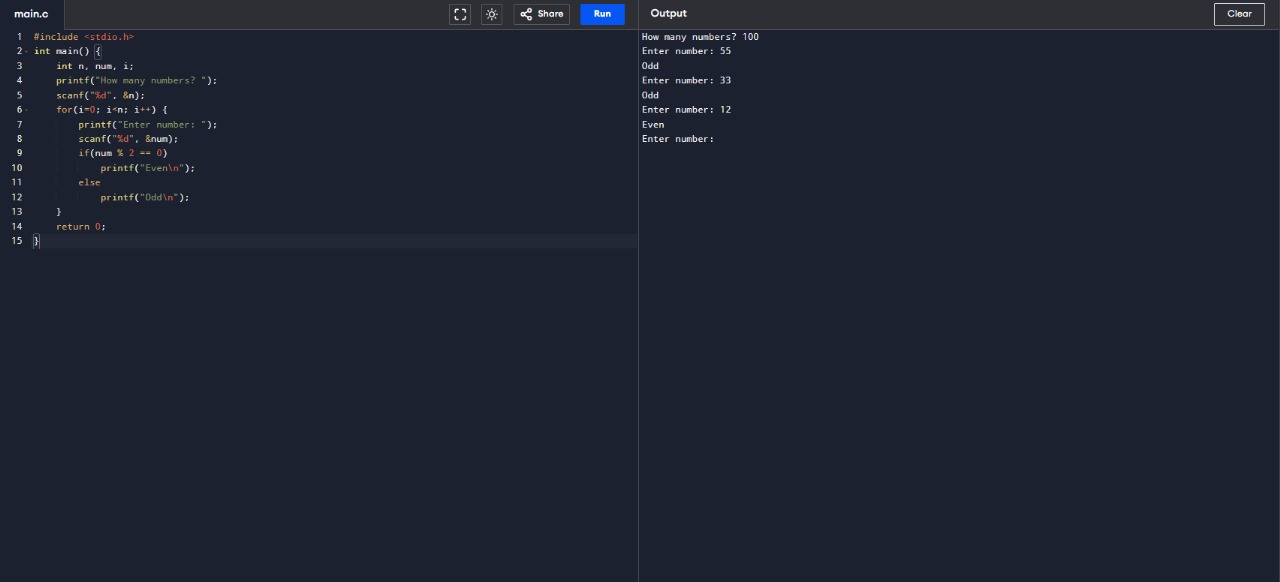 main.c
Share
Run
Output
Clear
1 #include <stdio.h>
2 int main() {
3 int n, num, i;
4 printf("How many numbers? ");
5 scanf("%d", &n);
6 for(i=0; i<n; i++) {
7 printf("Enter number: ");
8 scanf("%d", &num);
9 if(num % 2 == 0)
10 printf("Even\n");
11 else
12 printf("Odd\n");
13 }
14 return 0;
15 }
How many numbers? 100
Enter number: 55
Odd
Enter number: 33
Odd
Enter number: 12
Even
Enter number: